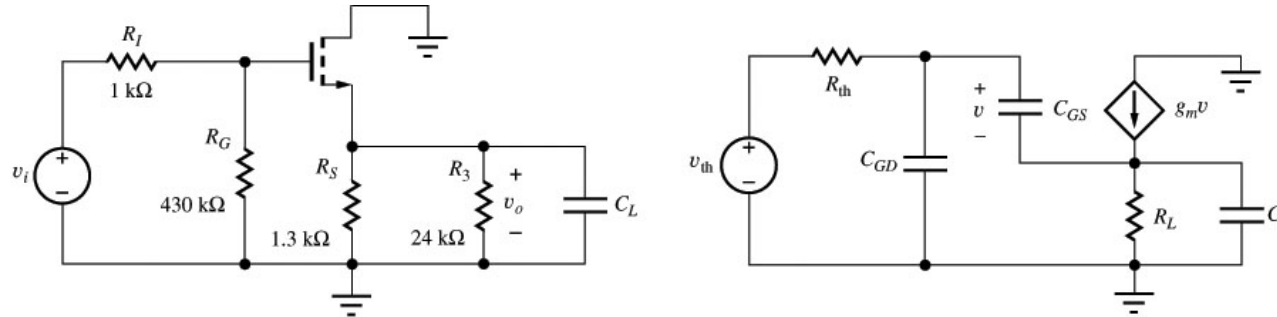 R_I
1 kΩ
R_G
430 kΩ
v_i
+
−
R_S
1.3 kΩ
R_3
24 kΩ
+
v_o
−
C_L
R_th
v_th
+
−
C_GD
+
v
−
C_GS
g_m v
R_L
C